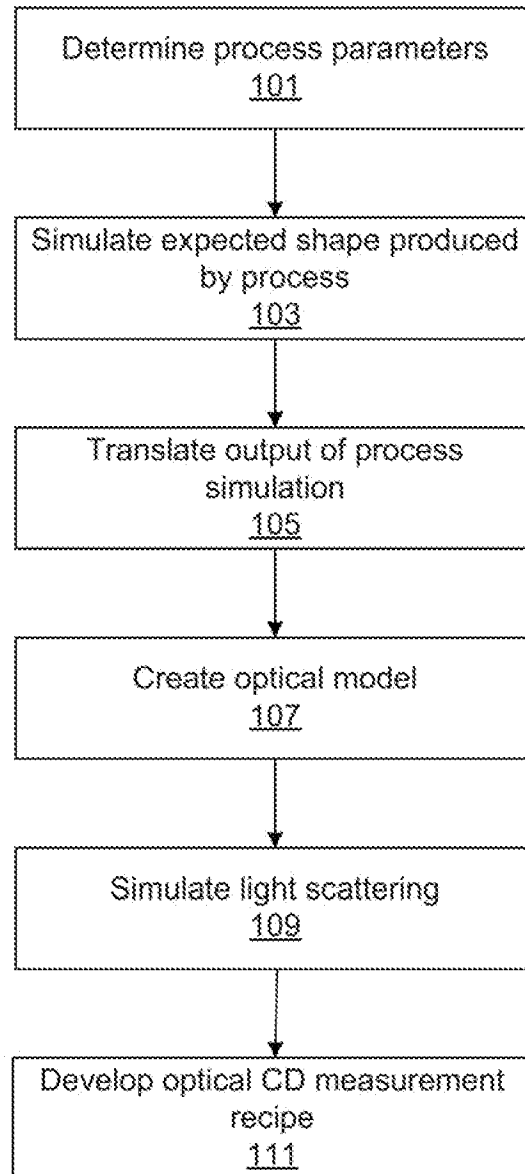 Determine process parameters
101
Simulate expected shape produced
by process
103
Translate output of process
simulation
105
Create optical model
107
Simulate light scattering
109
Develop optical CD measurement
recipe
111